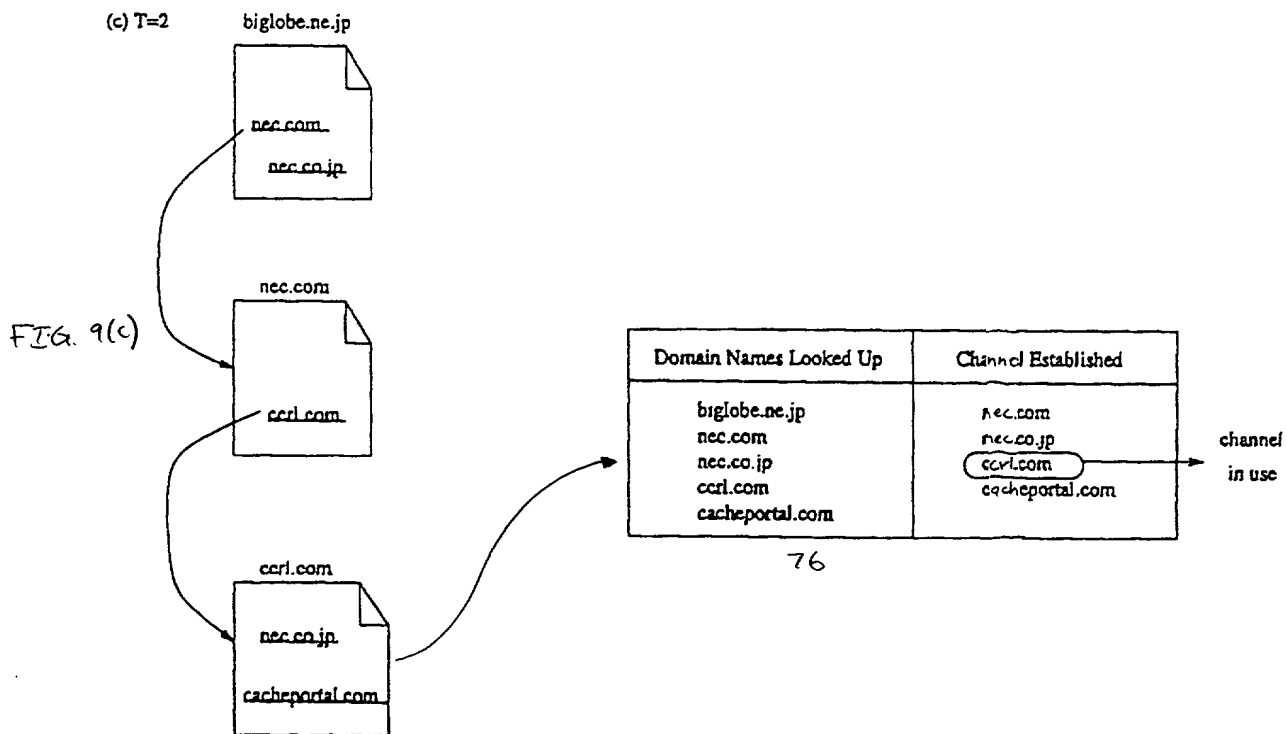 (c) T=2
biglobe.ne.jp
nec.com
nec.co.jp
nec.com
FIG. 9(c)
ccrl.com
ccrl.com
nec.co.jp
cacheportal.com
Domain Names Looked Up
Channel Established
biglobe.ne.jp
nec.com
nec.com
nec.co.jp
nec.co.jp
ccrl.com
ccrl.com
cacheportal.com
cacheportal.com
channel
in use
76